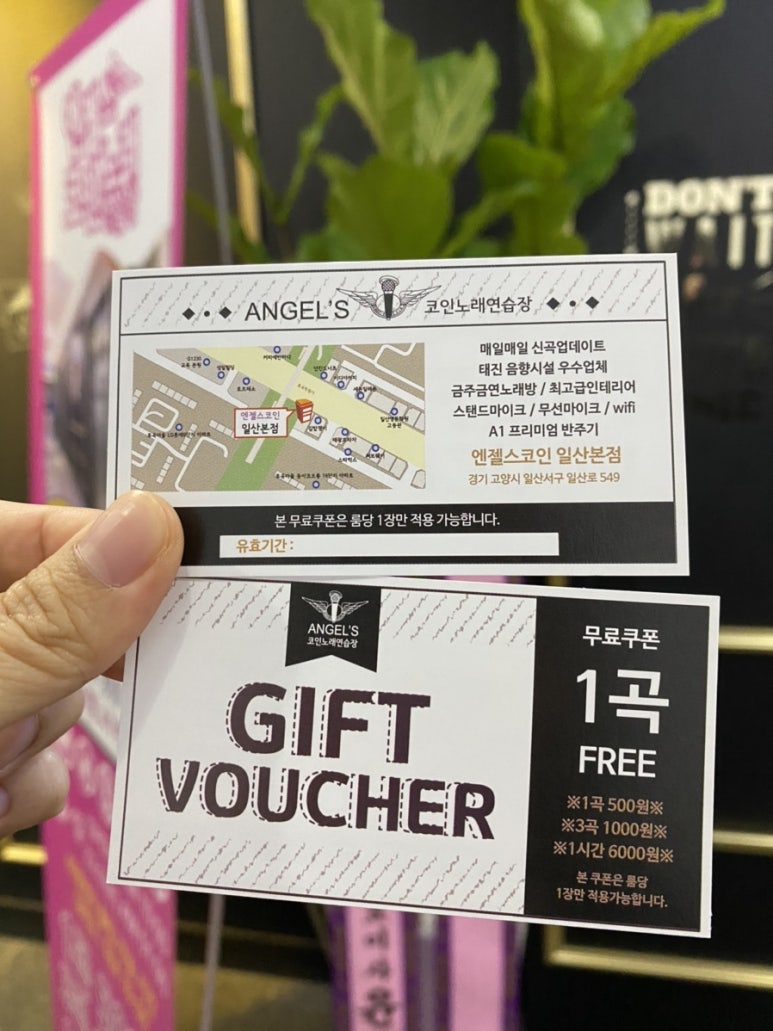 DON'T
WAIT
ANGEL'S 코인노래연습장
매일매일 신곡업데이트
태진 음향시설 우수업체
금주금연노래방 / 최고급인테리어
스탠드마이크 / 무선마이크 / wifi
A1 프리미엄 반주기
엔젤스코인 일산본점
경기 고양시 일산서구 일산로 549
엔젤스코인
일산본점
본 무료쿠폰은 룸당 1장만 적용 가능합니다.
유효기간 :
ANGEL'S
코인노래연습장
GIFT
VOUCHER
무료쿠폰
1곡
FREE
※1곡 500원※
※3곡 1000원※
※1시간 6000원※
본 쿠폰은 룸당
1장만 적용가능합니다.